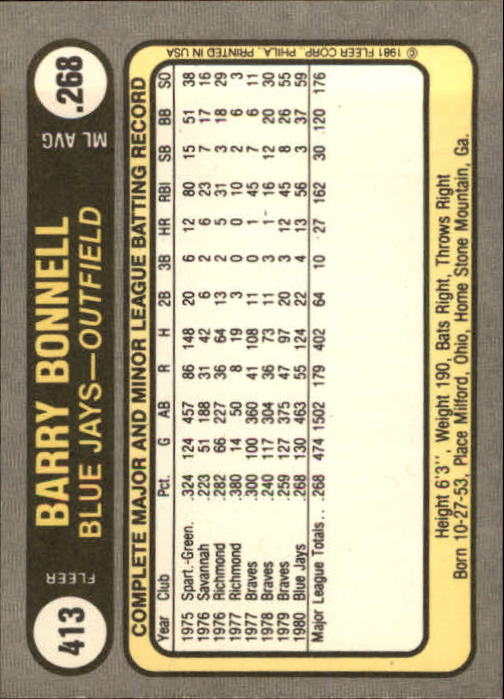 413
FLEER
BARRY BONNELL
BLUE JAYS—OUTFIELD
ML AVG
.268
COMPLETE MAJOR AND MINOR LEAGUE BATTING RECORD
Year Club Pct. G AB R H 2B 3B HR RBI SB BB SO
1975 Spart.-Green. .324 124 457 86 148 20 6 12 80 15 51 38
1976 Savannah .223 51 188 31 42 6 2 6 23 7 17 16
1976 Richmond .282 66 227 36 64 13 2 5 31 3 18 29
1977 Richmond .380 14 50 8 19 3 0 0 10 2 3 3
1977 Braves .300 100 360 41 108 11 0 1 45 7 6 11
1978 Braves .240 117 304 36 73 11 3 1 16 12 20 30
1979 Braves .259 127 375 47 97 20 3 12 45 8 26 55
1980 Blue Jays .268 130 463 55 124 22 4 13 56 3 37 59
Major League Totals. . .268 474 1502 179 402 64 10 27 162 30 120 176
Height 6'3", Weight 190, Bats Right, Throws Right
Born 10-27-53, Place Milford, Ohio, Home Stone Mountain, Ga.
© 1981 FLEER CORP., PHILA., PRINTED IN USA